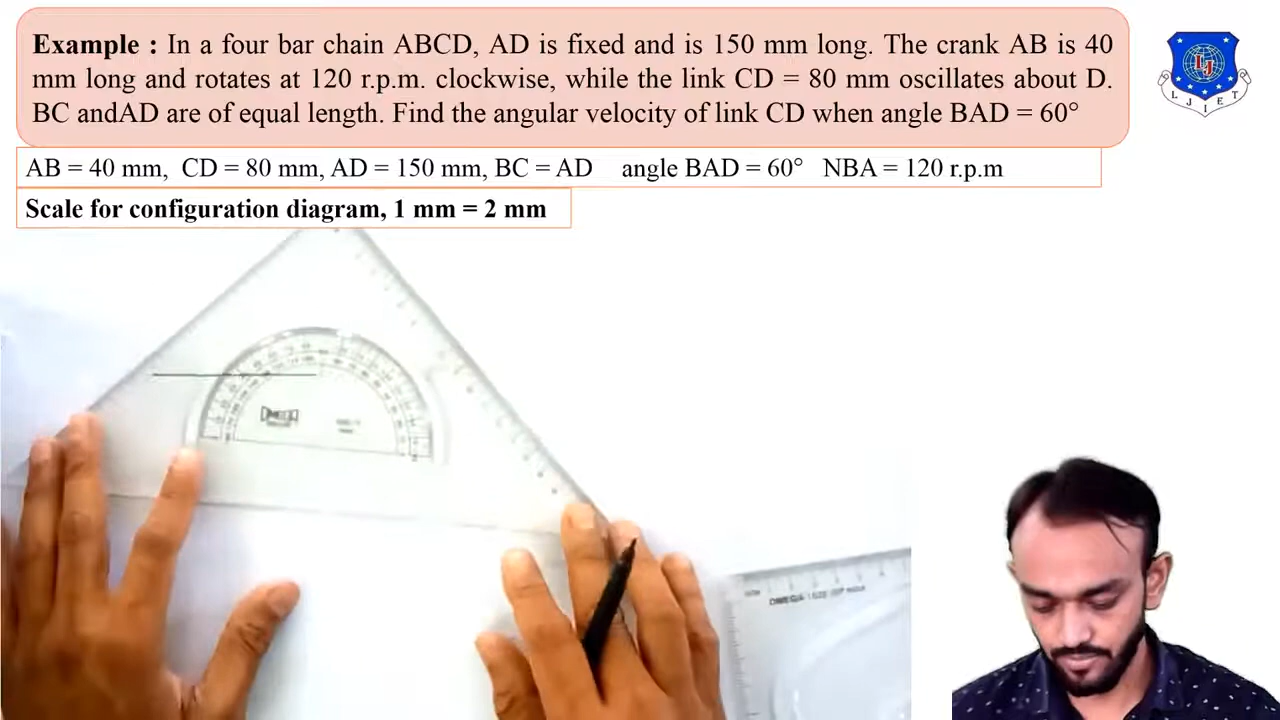 Example : In a four bar chain ABCD, AD is fixed and is 150 mm long. The crank AB is 40
mm long and rotates at 120 r.p.m. clockwise, while the link CD = 80 mm oscillates about D.
BC andAD are of equal length. Find the angular velocity of link CD when angle BAD = 60°
AB = 40 mm, CD = 80 mm, AD = 150 mm, BC = AD angle BAD = 60° NBA = 120 r.p.m
Scale for configuration diagram, 1 mm = 2 mm
L J I E T
OMEGA